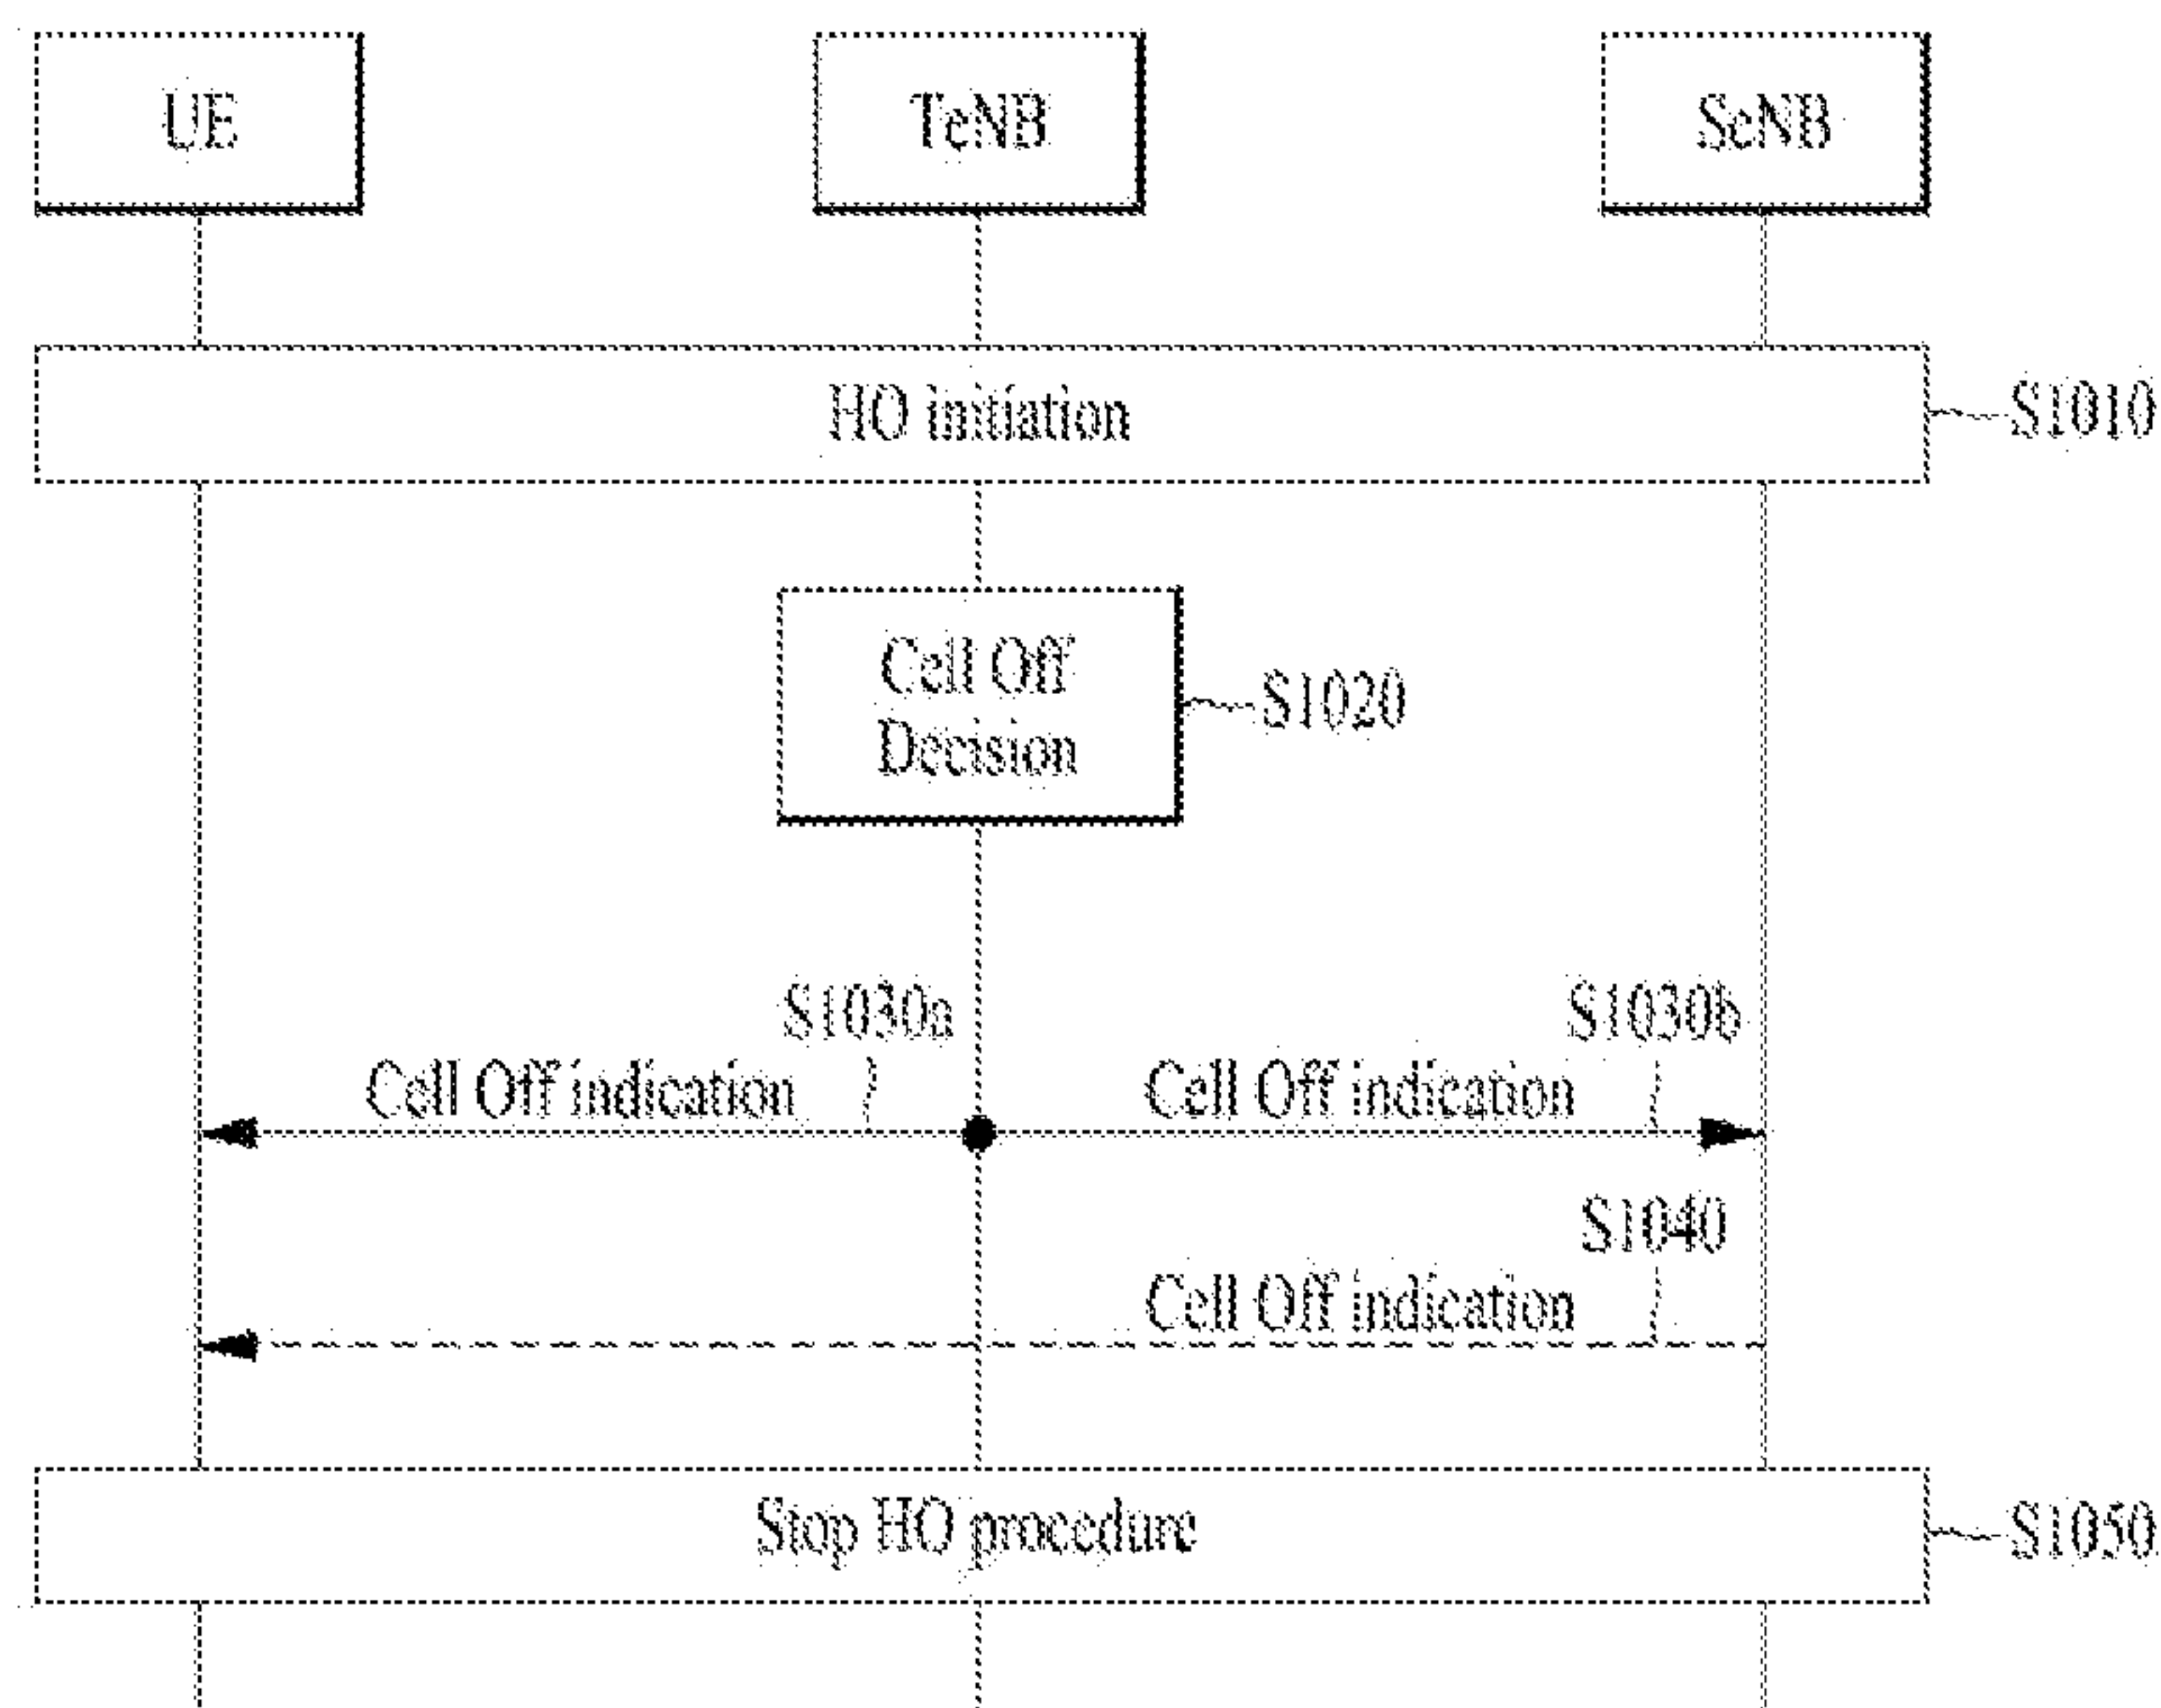 UE
TeNB
SeNB
HO initiation
S1010
Cell Off
Decision
S1020
S1030a
S1030b
Cell Off indication
Cell Off indication
S1040
Cell Off indication
Stop HO procedure
S1050